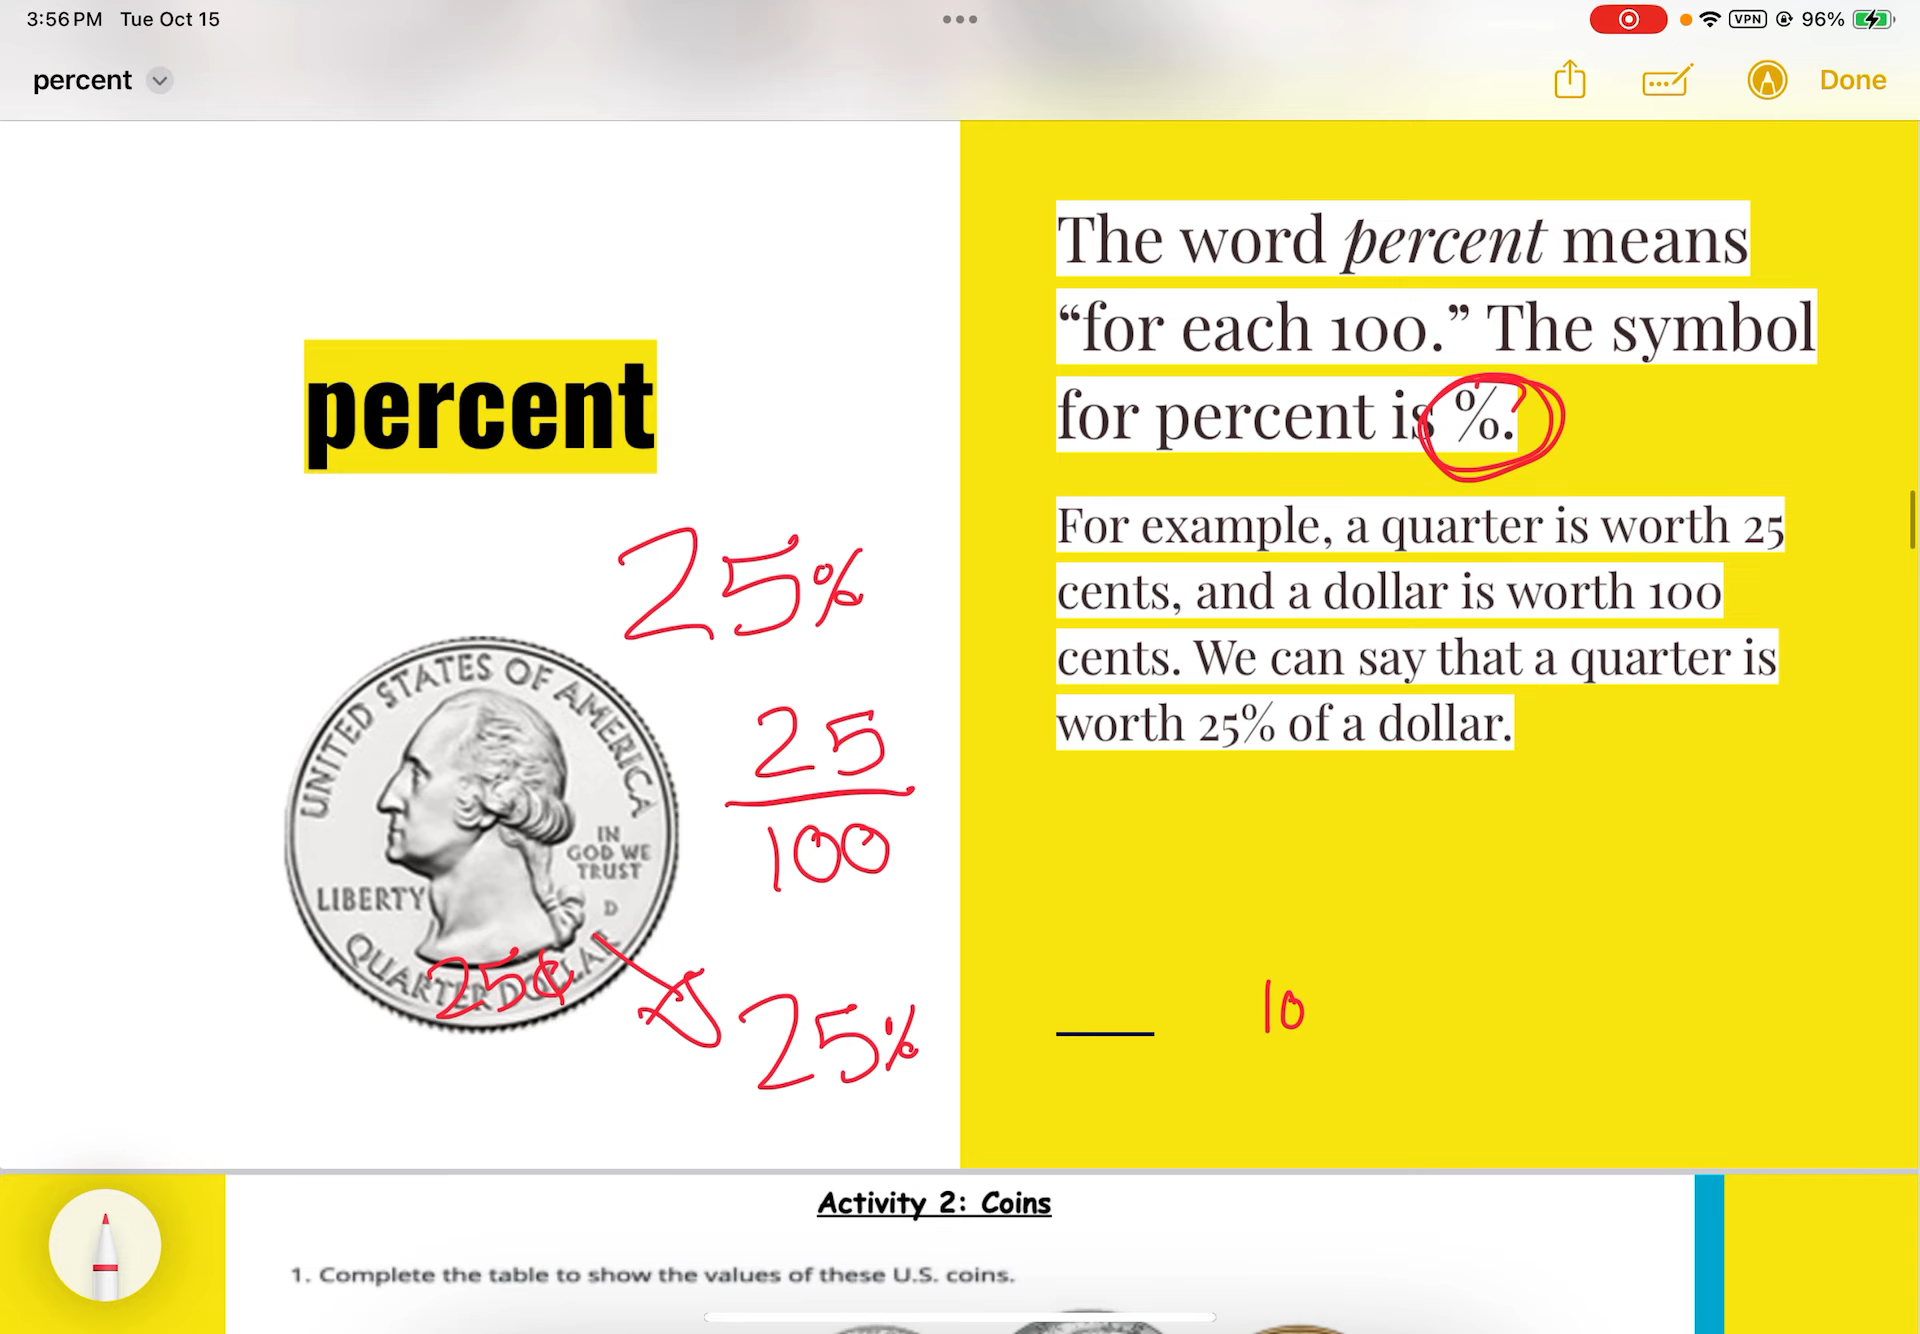 3:56 PM Tue Oct 15
VPN 96%
percent
Done
percent
25%
25
100
UNITED STATES OF AMERICA
IN
GOD WE
TRUST
LIBERTY
D
QUARTER DOLLAR
25¢
25%
The word percent means
“for each 100.” The symbol
for percent is %.
For example, a quarter is worth 25
cents, and a dollar is worth 100
cents. We can say that a quarter is
worth 25% of a dollar.
10
Activity 2: Coins
1. Complete the table to show the values of these U.S. coins.